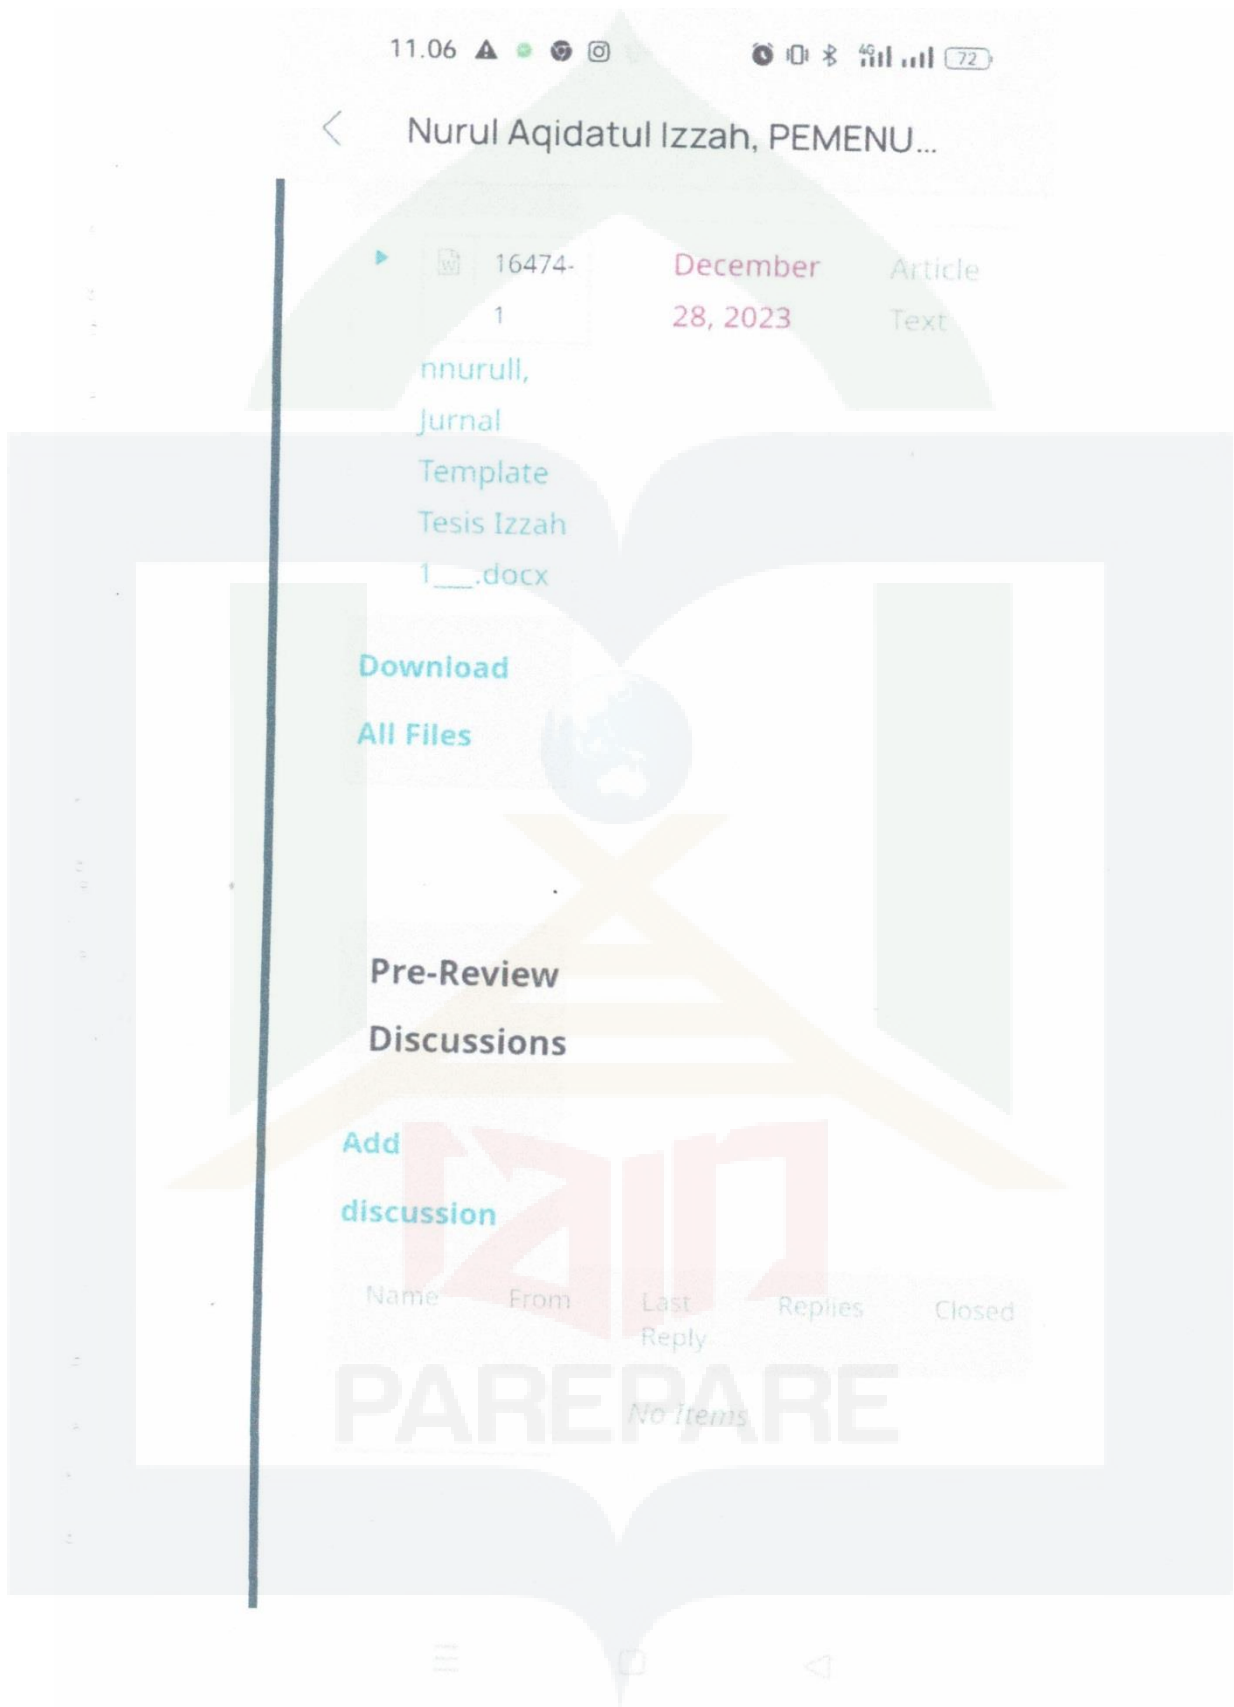 11.06
4G
72
Nurul Aqidatul Izzah, PEMENU...
16474-
1
December
28, 2023
Article
Text
nnurull,
Jurnal
Template
Tesis Izzah
1___.docx
Download
All Files
Pre-Review
Discussions
Add
discussion
Name From Last Reply Replies Closed
No Items
iain
PAREPARE